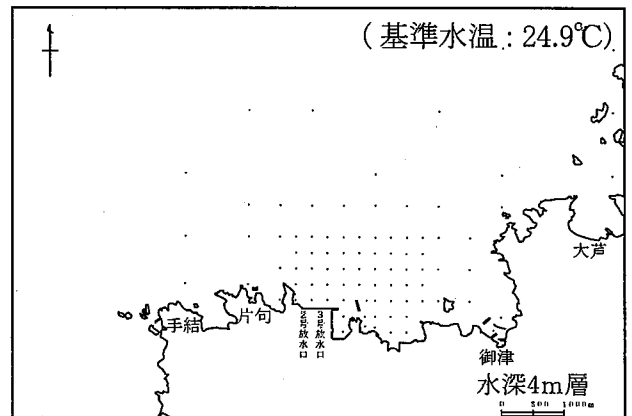 (基準水温:24.9℃)
大芦
手結
片句
2号放水口
3号放水口
御津
水深4m層
0 500 1000m